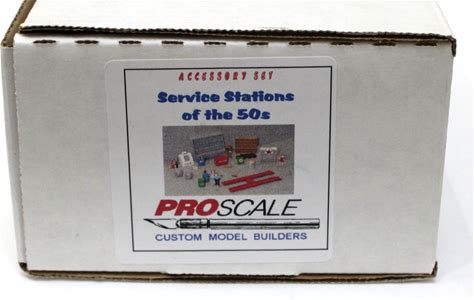 ACCESSORY SET
Service Stations
of the 50s
PROSCALE
CUSTOM MODEL BUILDERS